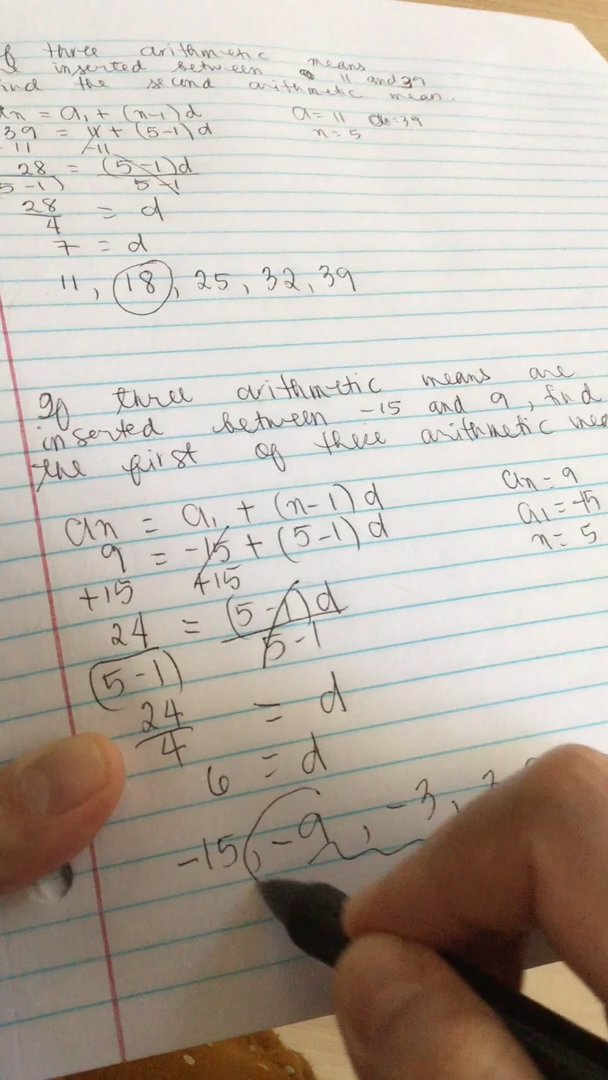 three arithmetic means
inserted between 11 and 39
find the second arithmetic mean.
an = a1 + (n-1)d
a = 11 an=39
39 = 11 + (5-1)d
n = 5
-11 -11
28 = (5-1)d
(5-1) 5-1
28
4 = d
7 = d
11, 18, 25, 32, 39
If three arithmetic means are
inserted between -15 and 9, find
the first of these arithmetic
an = 9
an = a1 + (n-1)d
a1 = -15
9 = -15 + (5-1)d
n = 5
+15 +15
24 = (5-1)d
(5-1) 5-1
24 = d
4
6 = d
-15, -9, -3, 3